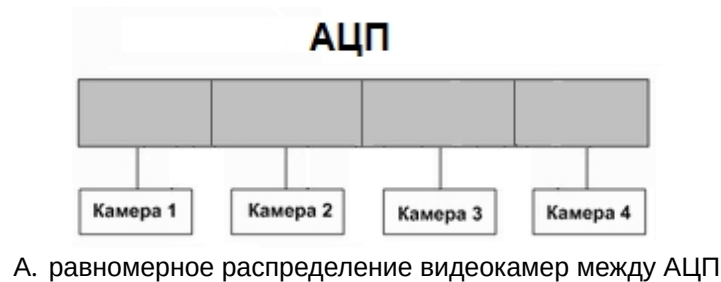 АЦП
Камера 1 Камера 2 Камера 3 Камера 4
А. равномерное распределение видеокамер между АЦП